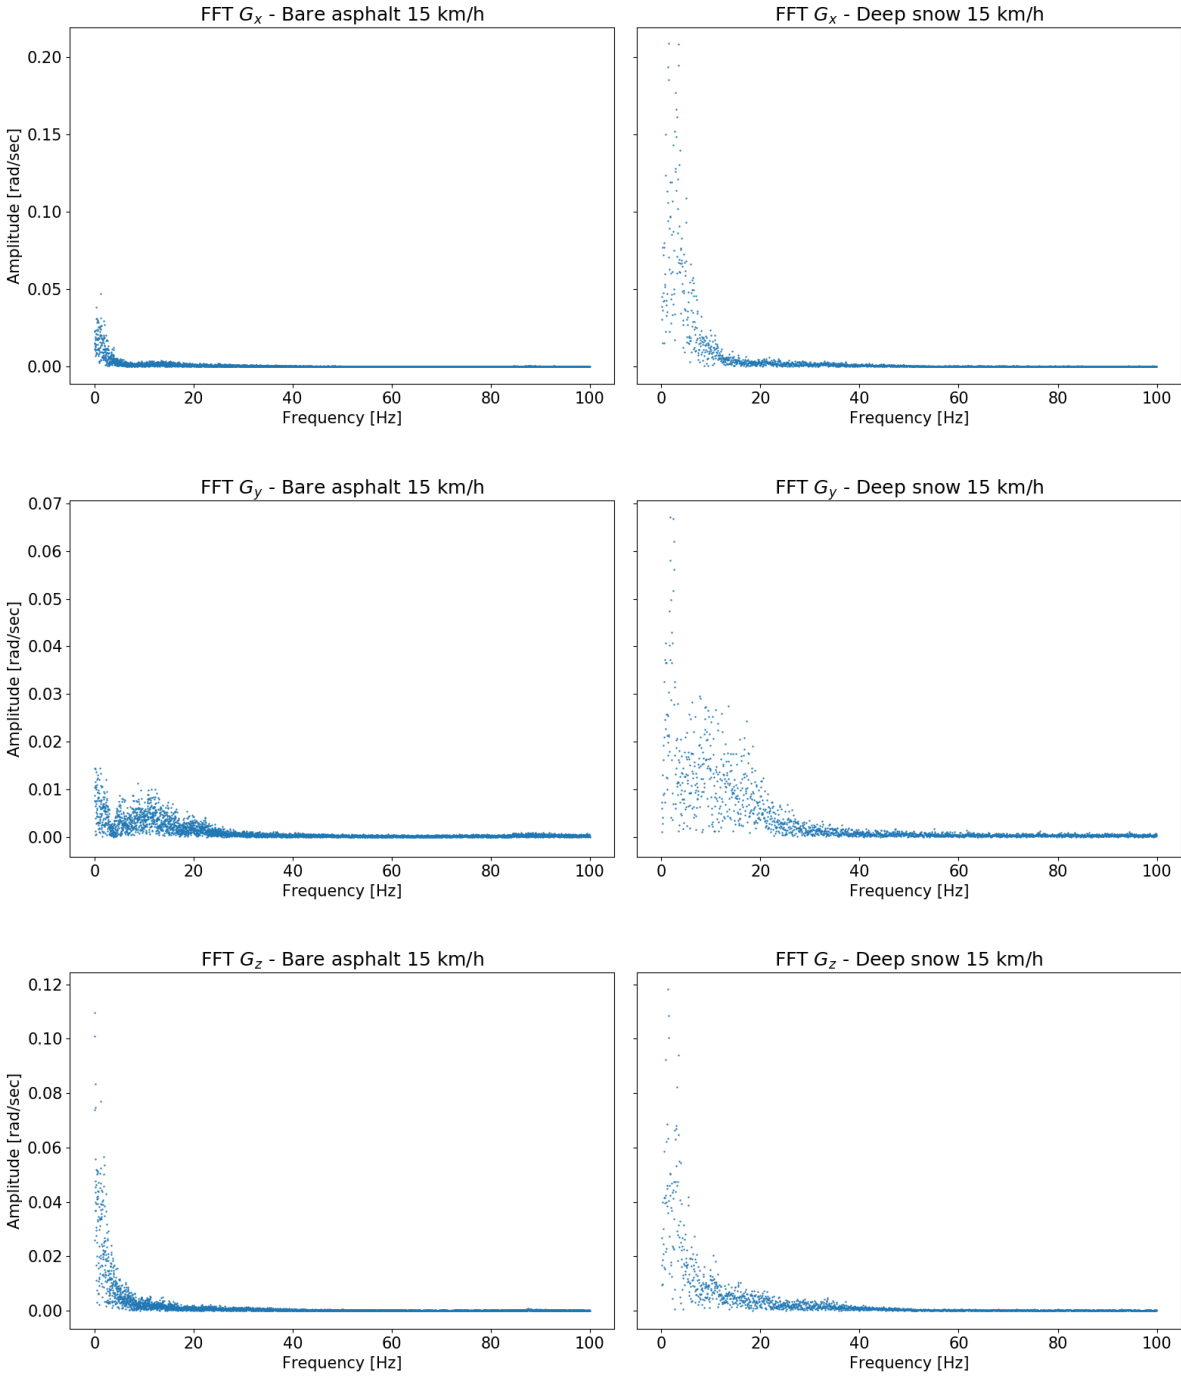 FFT Gx - Bare asphalt 15 km/h
FFT Gx - Deep snow 15 km/h
Amplitude [rad/sec]
0.20
0.15
0.10
0.05
0.00
0 20 40 60 80 100
0 20 40 60 80 100
Frequency [Hz]
Frequency [Hz]
FFT Gy - Bare asphalt 15 km/h
FFT Gy - Deep snow 15 km/h
Amplitude [rad/sec]
0.07
0.06
0.05
0.04
0.03
0.02
0.01
0.00
0 20 40 60 80 100
0 20 40 60 80 100
Frequency [Hz]
Frequency [Hz]
FFT Gz - Bare asphalt 15 km/h
FFT Gz - Deep snow 15 km/h
Amplitude [rad/sec]
0.12
0.10
0.08
0.06
0.04
0.02
0.00
0 20 40 60 80 100
0 20 40 60 80 100
Frequency [Hz]
Frequency [Hz]